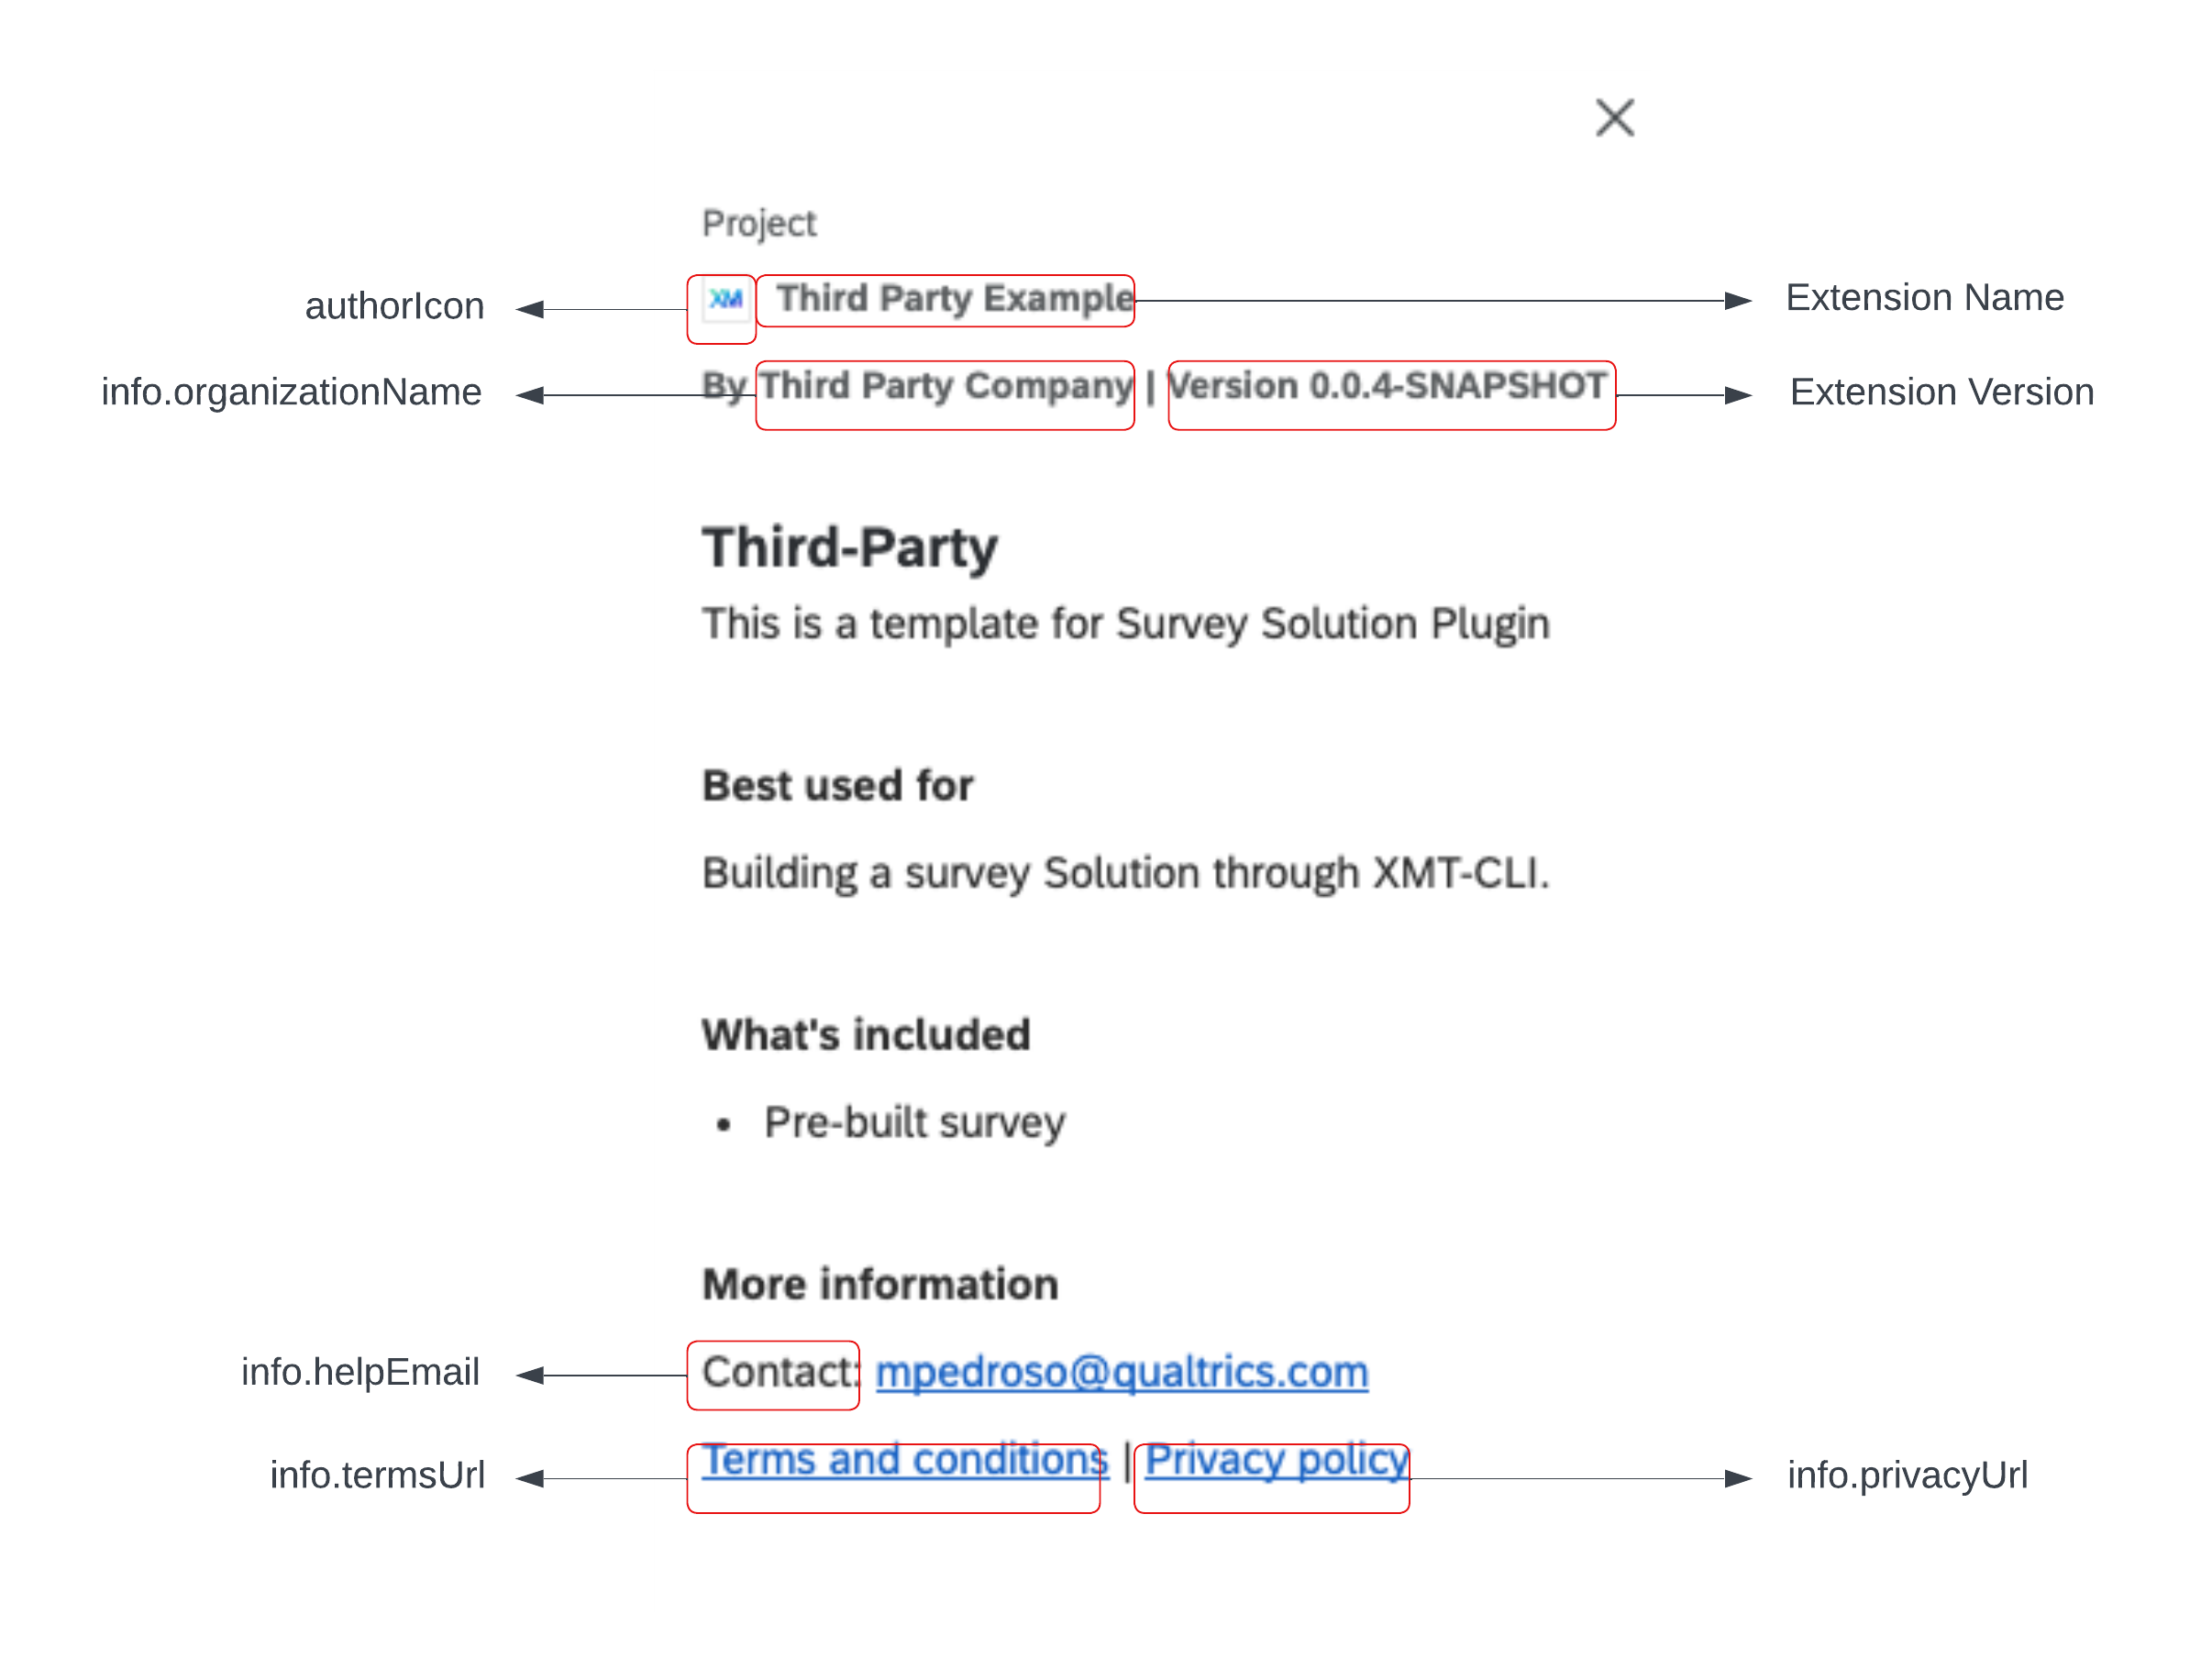 Project
authorIcon XM Third Party Example Extension Name
info.organizationName By Third Party Company | Version 0.0.4-SNAPSHOT Extension Version
Third-Party
This is a template for Survey Solution Plugin
Best used for
Building a survey Solution through XMT-CLI.
What's included
• Pre-built survey
More information
info.helpEmail Contact: mpedroso@qualtrics.com
info.termsUrl Terms and conditions | Privacy policy info.privacyUrl